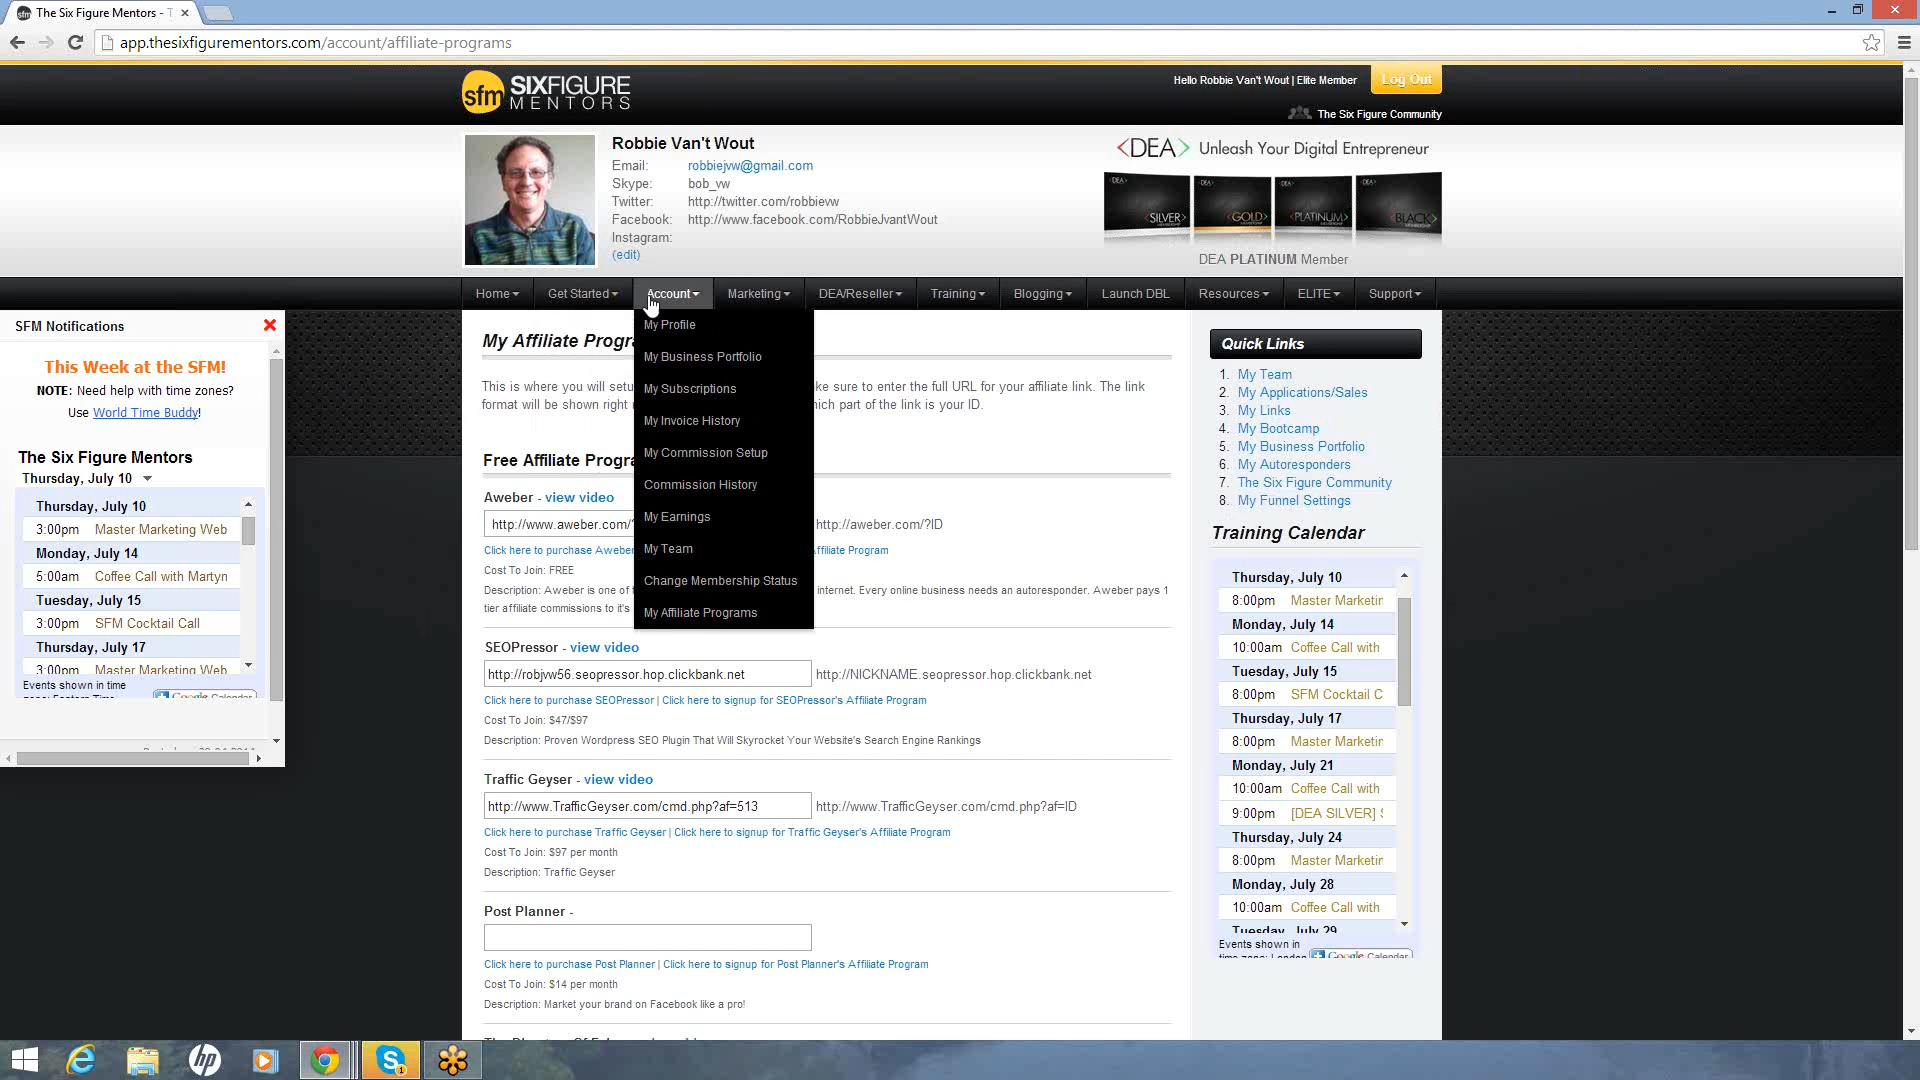 The Six Figure Mentors - T
app.thesixfigurementors.com/account/affiliate-programs
sfm SIXFIGURE
MENTORS
Hello Robbie Van't Wout | Elite Member
Log Out
The Six Figure Community
Robbie Van't Wout
Email: robbiejvw@gmail.com
Skype: bob_vw
Twitter: http://twitter.com/robbievw
Facebook: http://www.facebook.com/RobbieJvantWout
Instagram:
(edit)
<DEA> Unleash Your Digital Entrepreneur
<DEA> <DEA> <DEA> <DEA>
<SILVER> <GOLD> <PLATINUM> <BLACK>
DEA PLATINUM Member
Home Get Started Account Marketing DEA/Reseller Training Blogging Launch DBL Resources ELITE Support
My Profile
My Business Portfolio
My Subscriptions
My Invoice History
My Commission Setup
Commission History
My Earnings
My Team
Change Membership Status
My Affiliate Programs
SFM Notifications
This Week at the SFM!
NOTE: Need help with time zones?
Use World Time Buddy!
The Six Figure Mentors
Thursday, July 10
Thursday, July 10
3:00pm Master Marketing Web
Monday, July 14
5:00am Coffee Call with Martyn
Tuesday, July 15
3:00pm SFM Cocktail Call
Thursday, July 17
3:00pm Master Marketing Web
Events shown in time
Google Calendar
My Affiliate Progr
This is where you will setu ke sure to enter the full URL for your affiliate link. The link
format will be shown right ich part of the link is your ID.
Free Affiliate Progra
Aweber - view video
http://www.aweber.com/? http://aweber.com/?ID
Click here to purchase Aweber ffiliate Program
Cost To Join: FREE
Description: Aweber is one of internet. Every online business needs an autoresponder. Aweber pays 1
tier affiliate commissions to it's
SEOPressor - view video
http://robjvw56.seopressor.hop.clickbank.net http://NICKNAME.seopressor.hop.clickbank.net
Click here to purchase SEOPressor | Click here to signup for SEOPressor's Affiliate Program
Cost To Join: $47/$97
Description: Proven Wordpress SEO Plugin That Will Skyrocket Your Website's Search Engine Rankings
Traffic Geyser - view video
http://www.TrafficGeyser.com/cmd.php?af=513 http://www.TrafficGeyser.com/cmd.php?af=ID
Click here to purchase Traffic Geyser | Click here to signup for Traffic Geyser's Affiliate Program
Cost To Join: $97 per month
Description: Traffic Geyser
Post Planner -
Click here to purchase Post Planner | Click here to signup for Post Planner's Affiliate Program
Cost To Join: $14 per month
Description: Market your brand on Facebook like a pro!
Quick Links
1. My Team
2. My Applications/Sales
3. My Links
4. My Bootcamp
5. My Business Portfolio
6. My Autoresponders
7. The Six Figure Community
8. My Funnel Settings
Training Calendar
Thursday, July 10
8:00pm Master Marketin
Monday, July 14
10:00am Coffee Call with
Tuesday, July 15
8:00pm SFM Cocktail C
Thursday, July 17
8:00pm Master Marketin
Monday, July 21
10:00am Coffee Call with
9:00pm [DEA SILVER]
Thursday, July 24
8:00pm Master Marketin
Monday, July 28
10:00am Coffee Call with
Tuesday, July 29
Events shown in
Google Calendar
hp